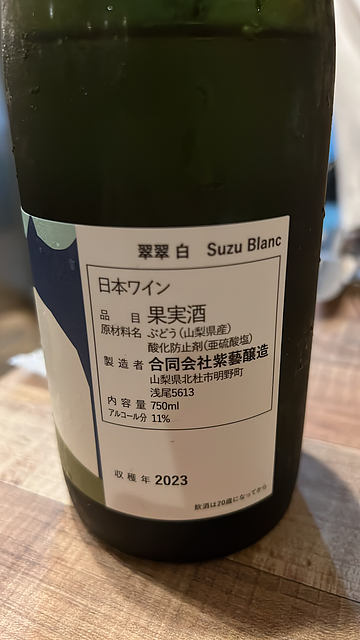 翠翠 白 Suzu Blanc
日本ワイン
品 目 果実酒
原材料名 ぶどう(山梨県産)
酸化防止剤(亜硫酸塩)
製造者 合同会社紫藝醸造
山梨県北杜市明野町
浅尾5613
内容量 750ml
アルコール分 11%
収穫年 2023
飲酒は20歳になってから